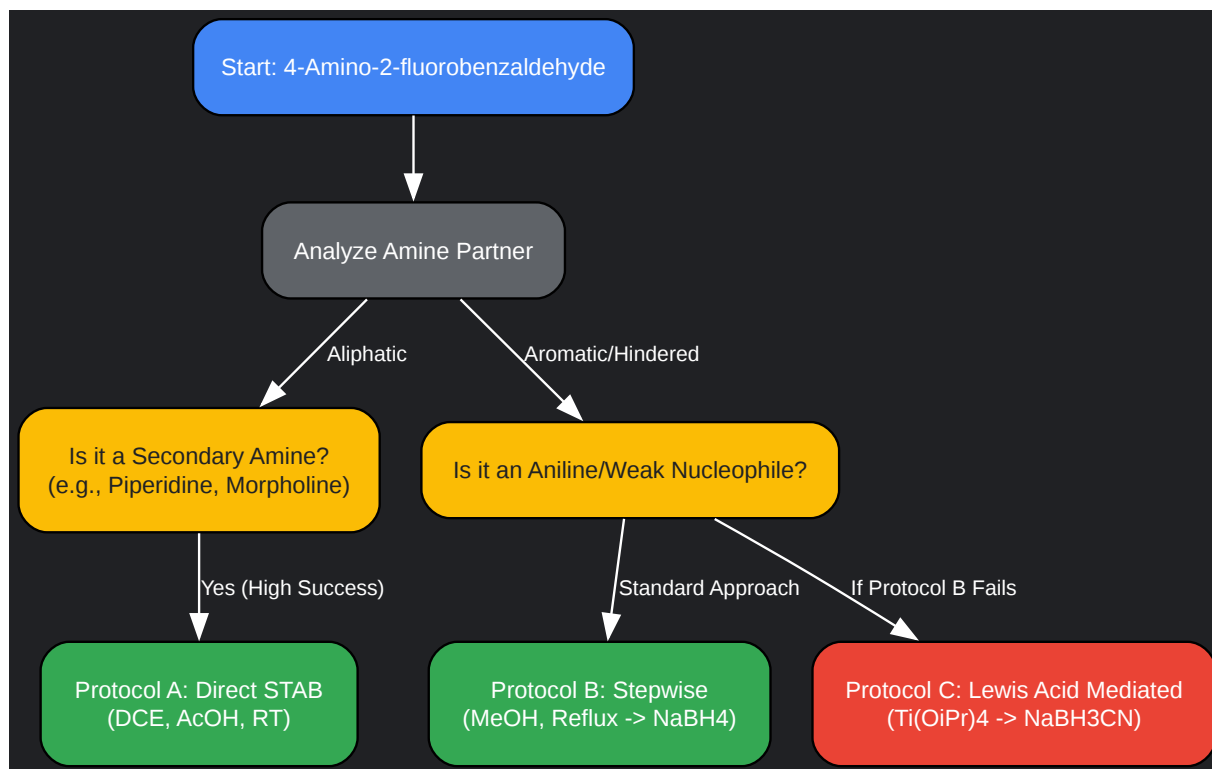 Start: 4-Amino-2-fluorobenzaldehyde
Analyze Amine Partner
Aliphatic
Aromatic/Hindered
Is it a Secondary Amine?
(e.g., Piperidine, Morpholine)
Is it an Aniline/Weak Nucleophile?
Yes (High Success)
Standard Approach
If Protocol B Fails
Protocol A: Direct STAB
(DCE, AcOH, RT)
Protocol B: Stepwise
(MeOH, Reflux -> NaBH4)
Protocol C: Lewis Acid Mediated
(Ti(OiPr)4 -> NaBH3CN)